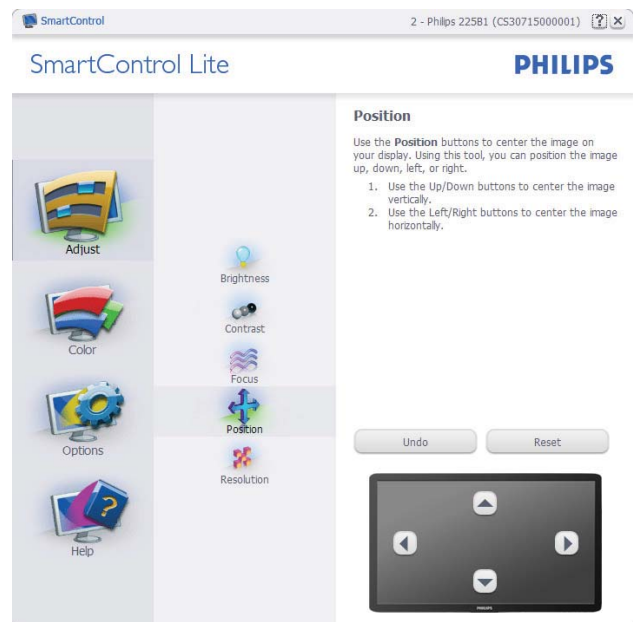 SmartControl
2 - Philips 225B1 (CS30715000001)
?
SmartControl Lite
PHILIPS
Adjust
Color
Options
?
Help
Brightness
Contrast
Focus
Position
Resolution
Position
Use the Position buttons to center the image on
your display. Using this tool, you can position the image
up, down, left, or right.
1. Use the Up/Down buttons to center the image
vertically.
2. Use the Left/Right buttons to center the image
horizontally.
Undo
Reset
PHILIPS